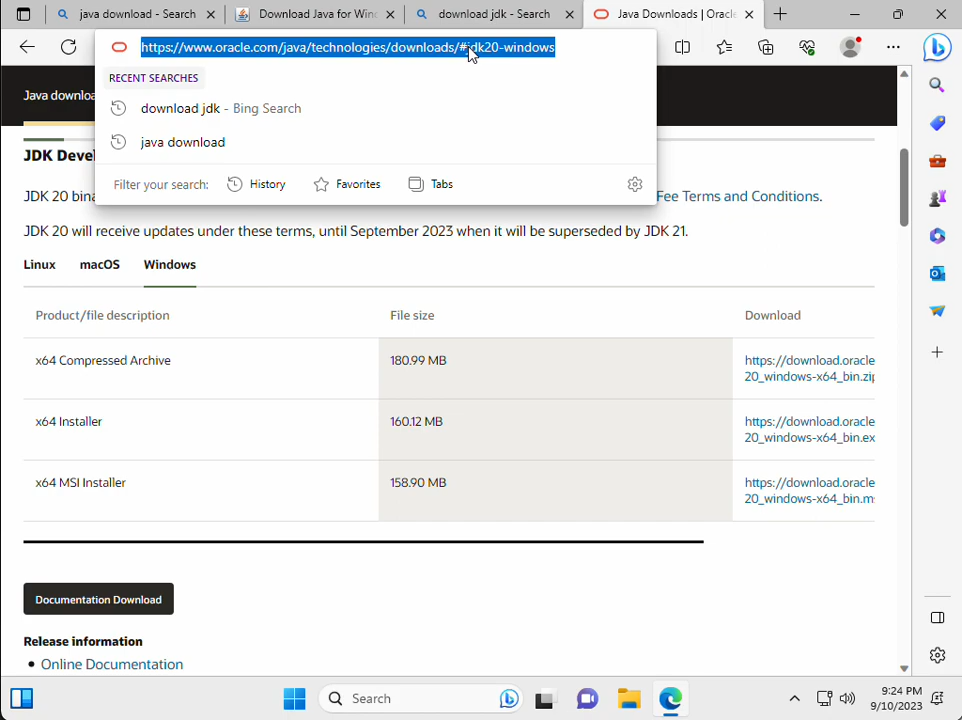 java download - Search
Download Java for Win
download jdk - Search
Java Downloads | Oracle
https://www.oracle.com/java/technologies/downloads/#jdk20-windows
RECENT SEARCHES
download jdk - Bing Search
java download
Filter your search:
History
Favorites
Tabs
Java downloa
JDK Deve
JDK 20 bina
Fee Terms and Conditions.
JDK 20 will receive updates under these terms, until September 2023 when it will be superseded by JDK 21.
Linux
macOS
Windows
Product/file description
File size
Download
x64 Compressed Archive
180.99 MB
https://download.oracle
20_windows-x64_bin.zip
x64 Installer
160.12 MB
https://download.oracle
20_windows-x64_bin.ex
x64 MSI Installer
158.90 MB
https://download.oracle
20_windows-x64_bin.m
Documentation Download
Release information
• Online Documentation
Search
9:24 PM
9/10/2023